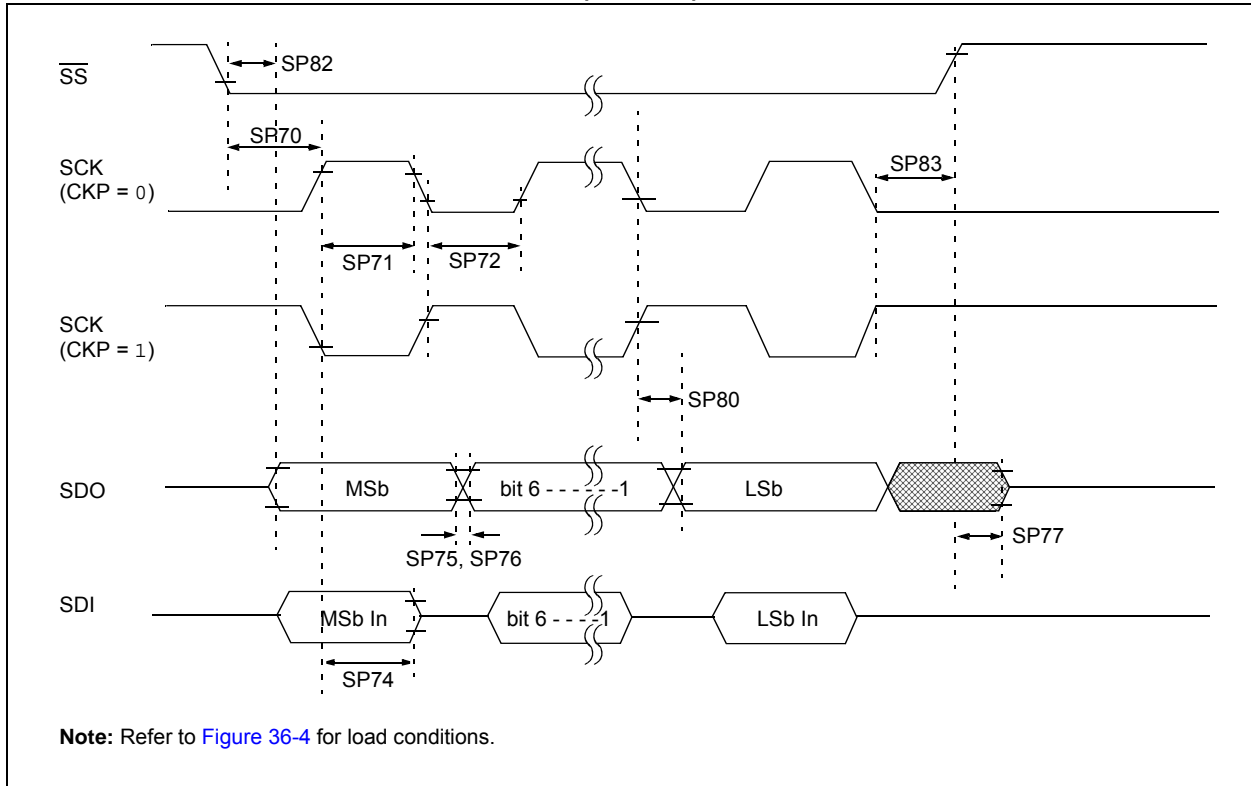 SS
SP82
SP70
SCK
(CKP = 0)
SP83
SP71
SP72
SCK
(CKP = 1)
SP80
SDO
MSb
bit 6 - - - - - -1
LSb
SP77
SP75, SP76
SDI
MSb In
bit 6 - - - -1
LSb In
SP74
Note: Refer to Figure 36-4 for load conditions.